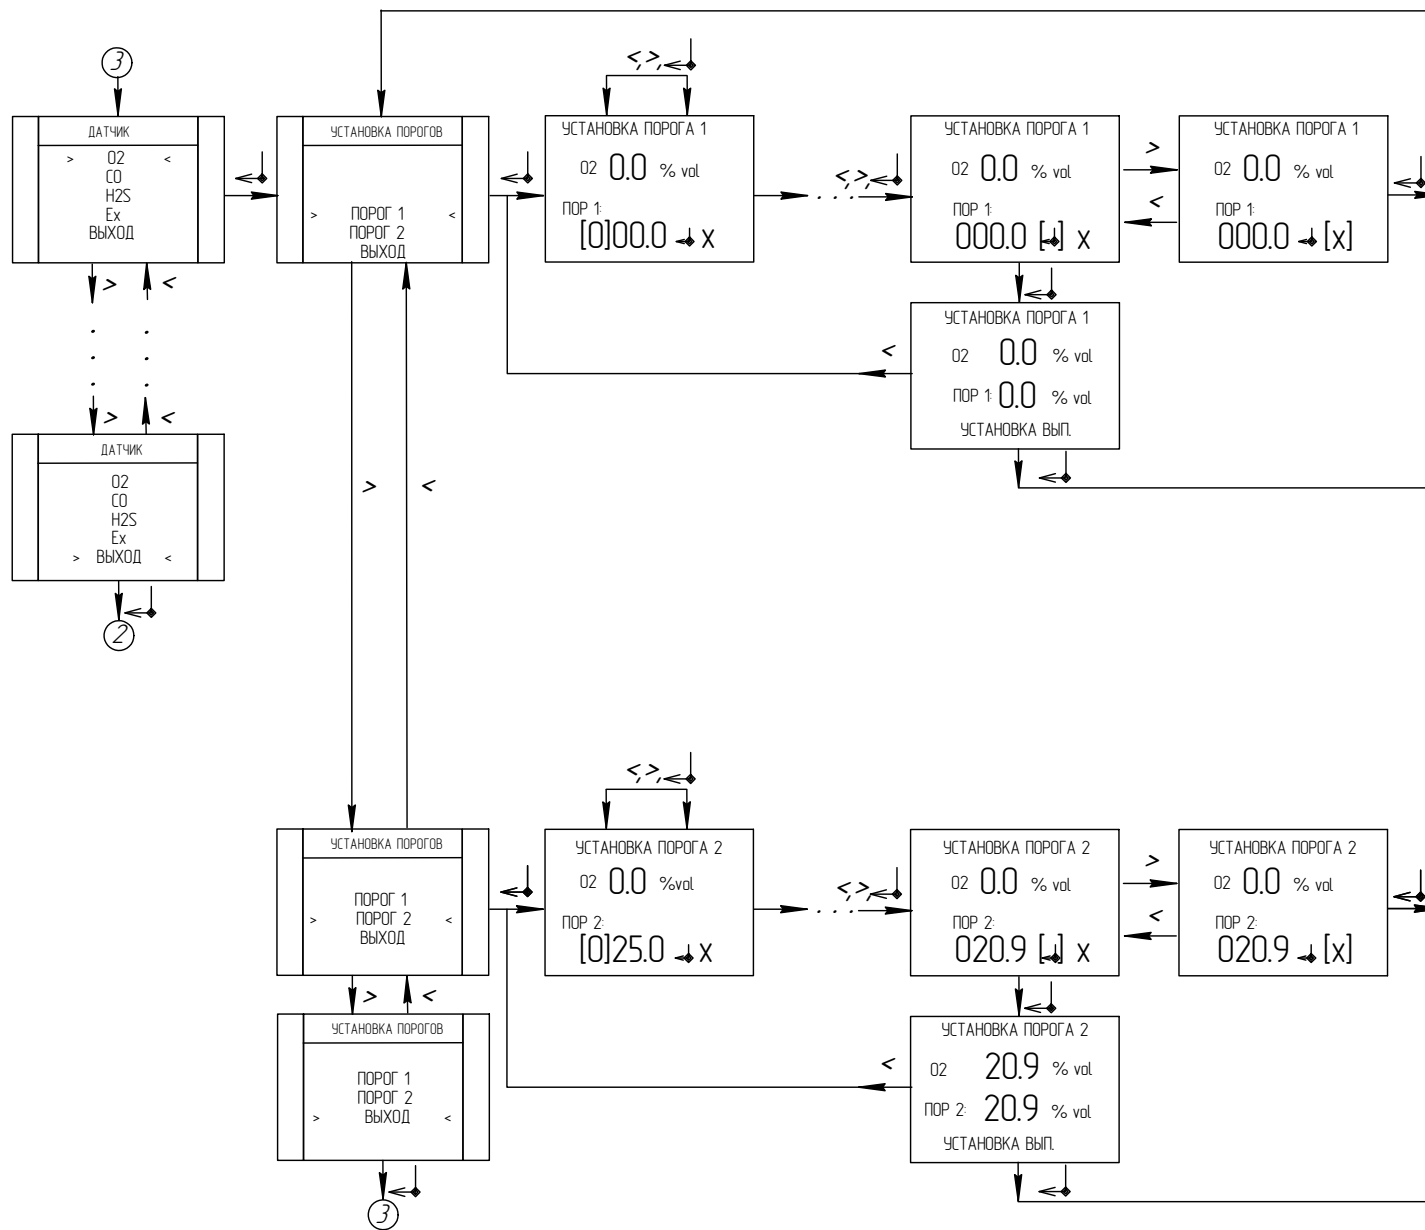 3
ДАТЧИК
> O2 <
CO
H2S
Ex
ВЫХОД
> <
> <
ДАТЧИК
O2
CO
H2S
Ex
> ВЫХОД <
2
УСТАНОВКА ПОРОГОВ
> ПОРОГ 1 <
ПОРОГ 2
ВЫХОД
<,>,
УСТАНОВКА ПОРОГА 1
O2 0.0 % vol
ПОР 1:
[0]00.0 X
<,>,
. . .
УСТАНОВКА ПОРОГА 1
O2 0.0 % vol
ПОР 1:
000.0 [ ] X
>
<
УСТАНОВКА ПОРОГА 1
O2 0.0 % vol
ПОР 1:
000.0 [X]
УСТАНОВКА ПОРОГА 1
O2 0.0 % vol
ПОР 1: 0.0 % vol
УСТАНОВКА ВЫП.
<
> <
УСТАНОВКА ПОРОГОВ
ПОРОГ 1
> ПОРОГ 2 <
ВЫХОД
<,>,
УСТАНОВКА ПОРОГА 2
O2 0.0 %vol
ПОР 2:
[0]25.0 X
<,>,
. . .
УСТАНОВКА ПОРОГА 2
O2 0.0 % vol
ПОР 2:
020.9 [ ] X
>
<
УСТАНОВКА ПОРОГА 2
O2 0.0 % vol
ПОР 2:
020.9 [X]
> <
УСТАНОВКА ПОРОГОВ
ПОРОГ 1
ПОРОГ 2
> ВЫХОД <
3
<
УСТАНОВКА ПОРОГА 2
O2 20.9 % vol
ПОР 2: 20.9 % vol
УСТАНОВКА ВЫП.